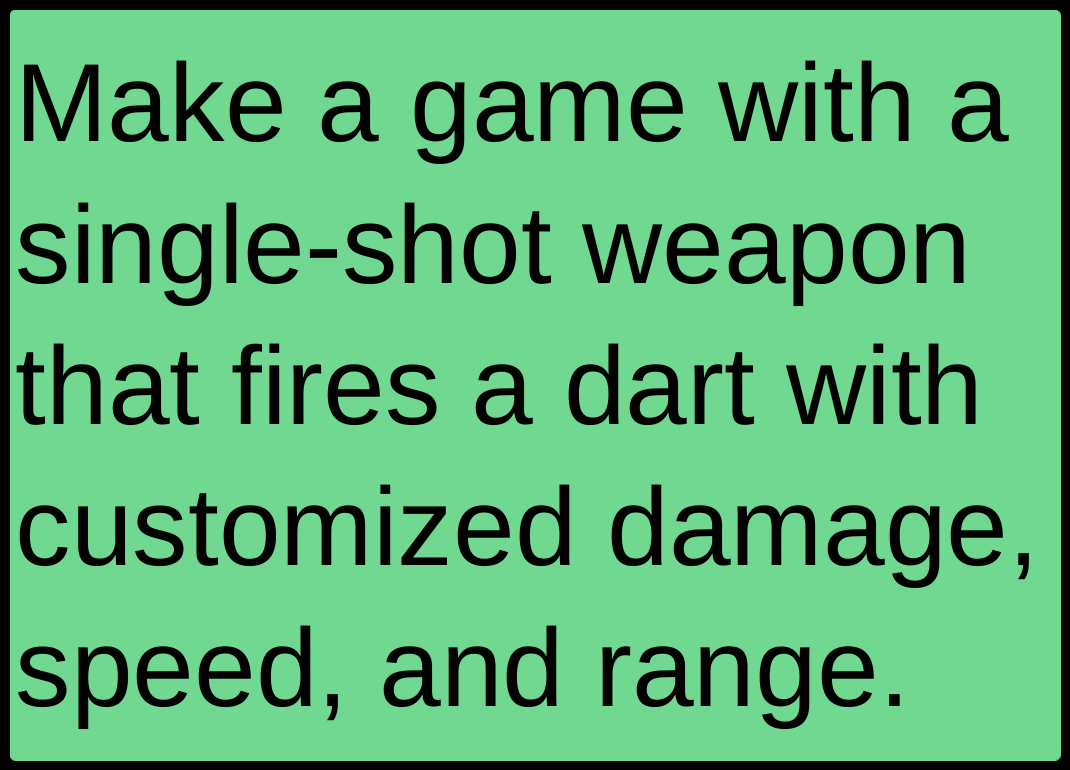 Make a game with a
single-shot weapon
that fires a dart with
customized damage,
speed, and range.